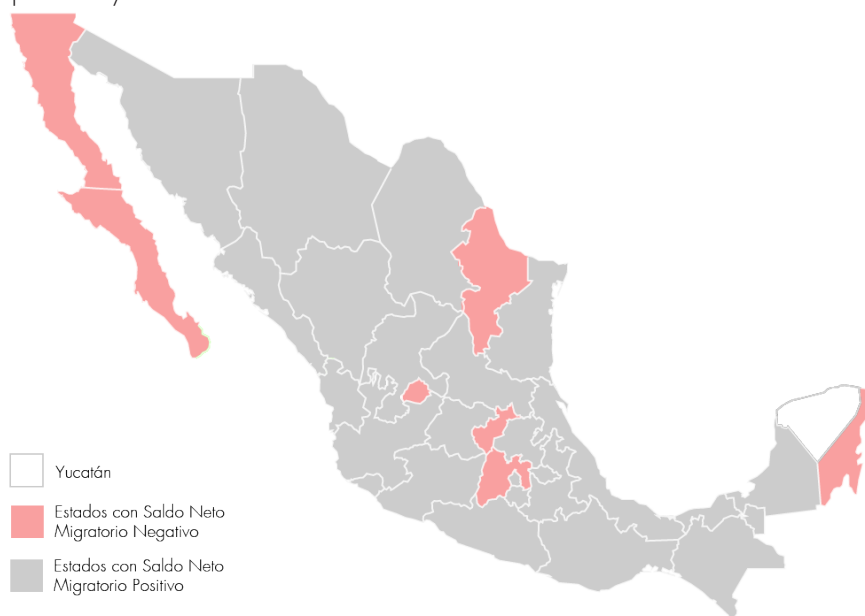 Yucatán
Estados con Saldo Neto
Migratorio Negativo
Estados con Saldo Neto
Migratorio Positivo